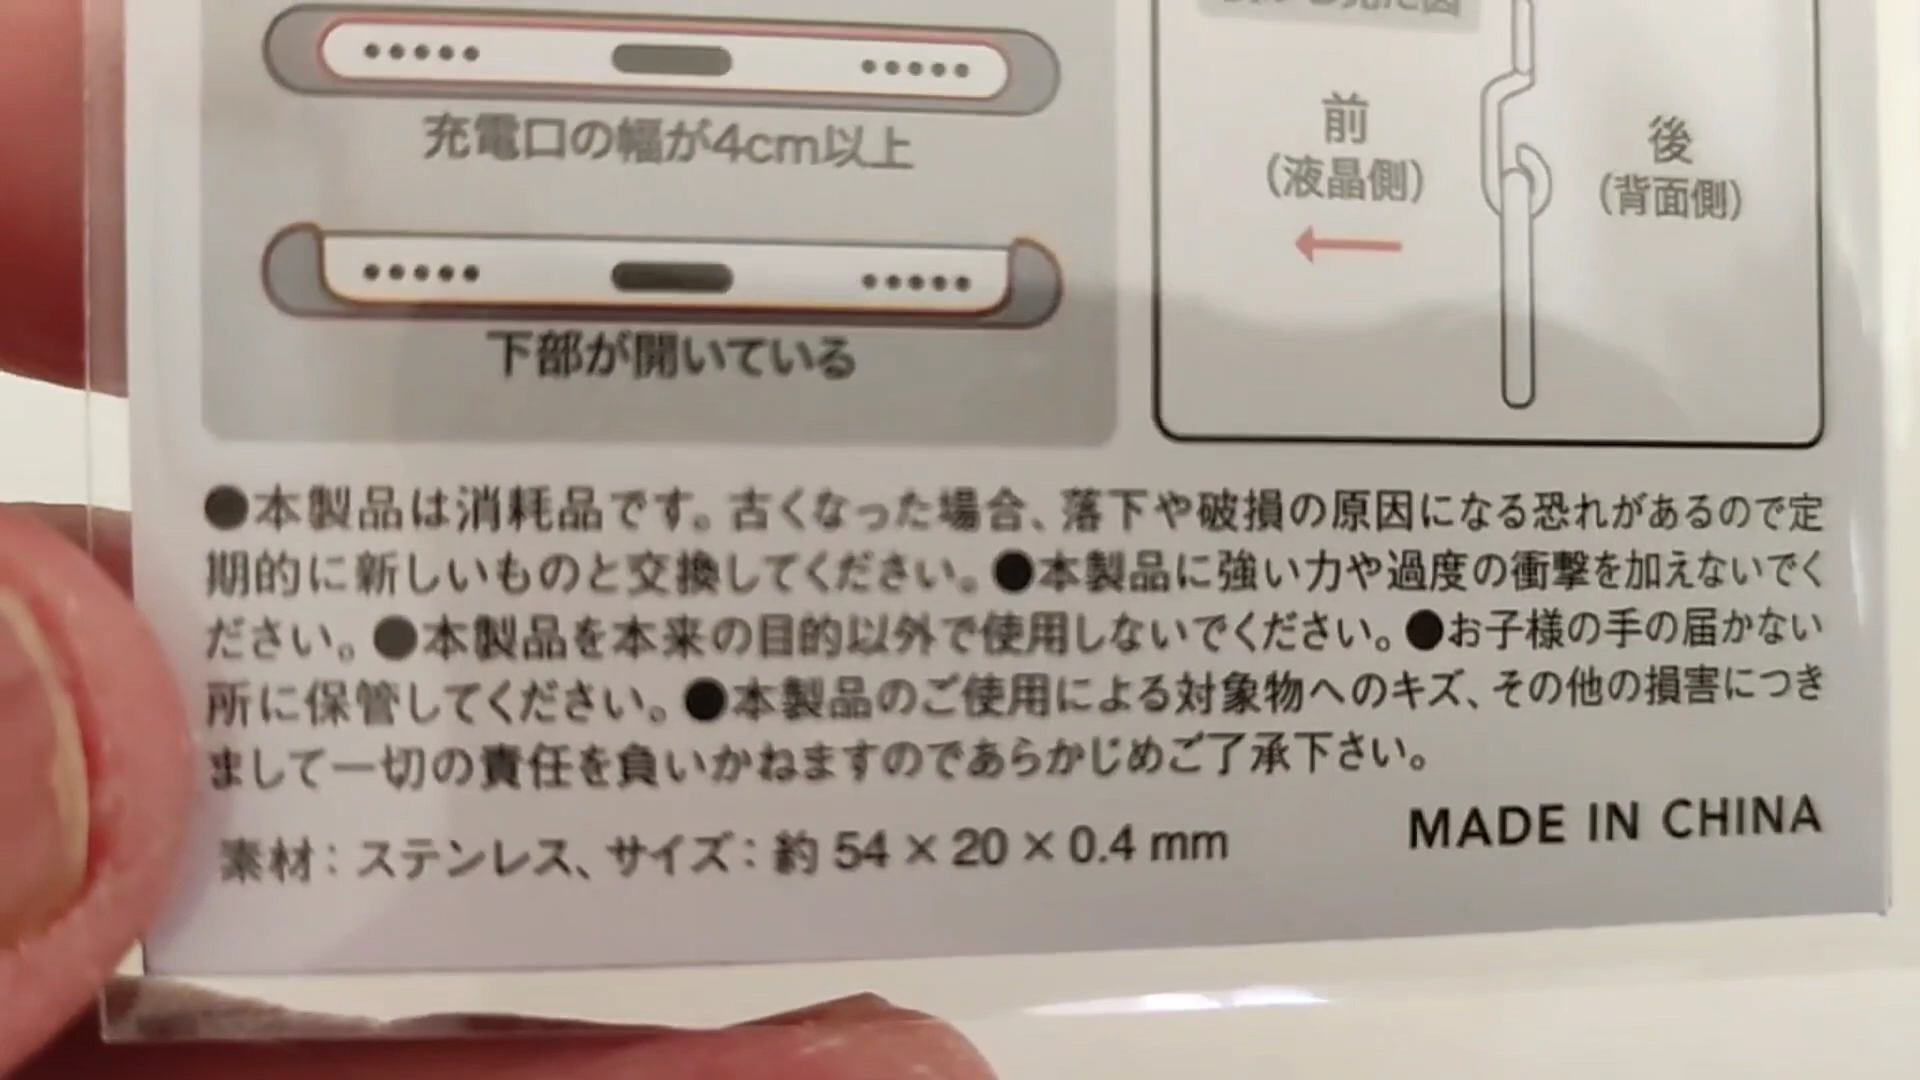 充電口の幅が4cm以上
下部が開いている
前
(液晶側)
後
(背面側)
●本製品は消耗品です。古くなった場合、落下や破損の原因になる恐れがあるので定
期的に新しいものと交換してください。●本製品に強い力や過度の衝撃を加えないでく
ださい。●本製品を本来の目的以外で使用しないでください。●お子様の手の届かない
所に保管してください。●本製品のご使用による対象物へのキズ、その他の損害につき
まして一切の責任を負いかねますのであらかじめご了承下さい。
素材：ステンレス、サイズ：約 54 × 20 × 0.4 mm
MADE IN CHINA